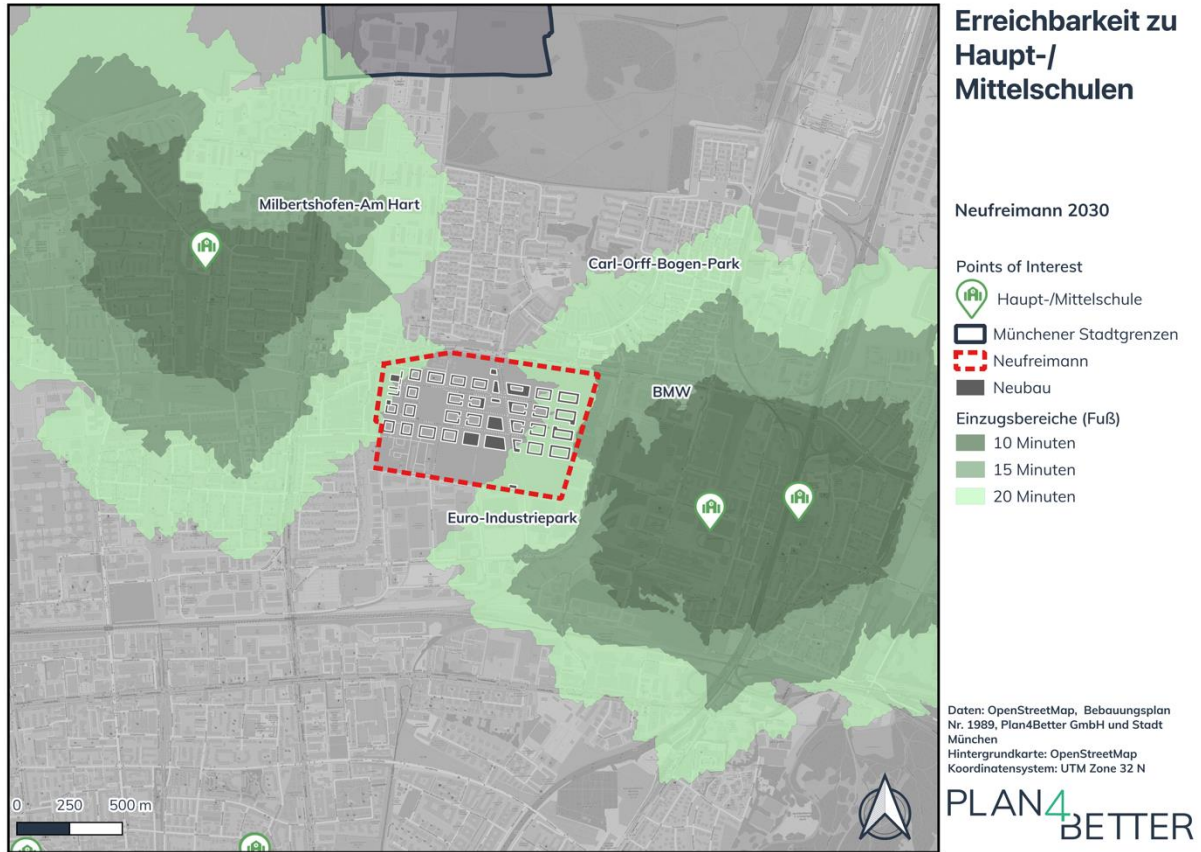 Erreichbarkeit zu
Haupt-/
Mittelschulen
Neufreimann 2030
Points of Interest
Haupt-/Mittelschule
Münchener Stadtgrenzen
Neufreimann
Neubau
Einzugsbereiche (Fuß)
10 Minuten
15 Minuten
20 Minuten
Milbertshofen-Am Hart
Carl-Orff-Bogen-Park
BMW
Euro-Industriepark
0 250 500 m
Daten: OpenStreetMap, Bebauungsplan
Nr. 1989, Plan4Better GmbH und Stadt
München
Hintergrundkarte: OpenStreetMap
Koordinatensystem: UTM Zone 32 N
PLAN4
BETTER